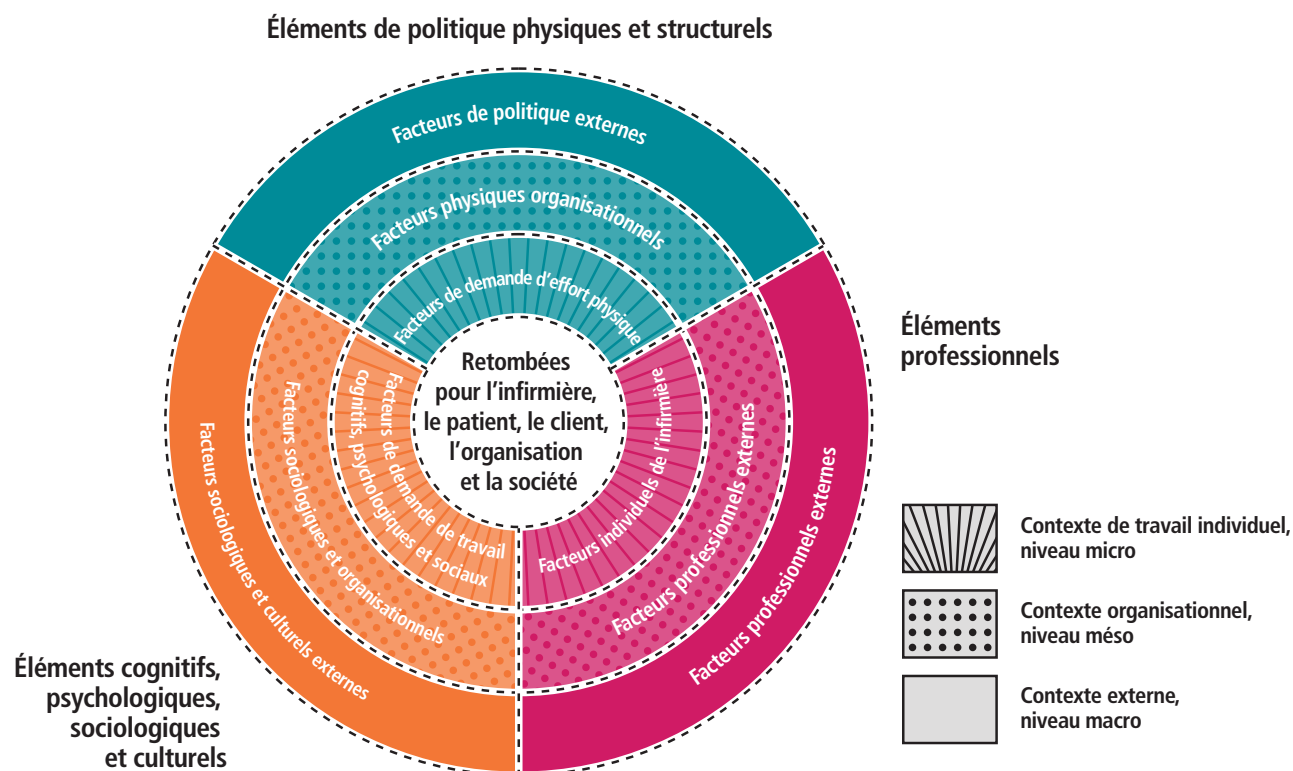 Éléments de politique physiques et structurels
Facteurs de politique externes
Facteurs physiques organisationnels
Facteurs de demande d'effort physique
Retombées
pour l'infirmière,
le patient, le client,
l'organisation
et la société
Facteurs individuels de l'infirmière
Facteurs professionnels externes
Facteurs professionnels externes
Éléments
professionnels
Facteurs de demande de travail
cognitifs, psychologiques et sociaux
Facteurs sociologiques et organisationnels
Facteurs sociologiques et culturels externes
Éléments cognitifs,
psychologiques,
sociologiques
et culturels
Contexte de travail individuel,
niveau micro
Contexte organisationnel,
niveau méso
Contexte externe,
niveau macro